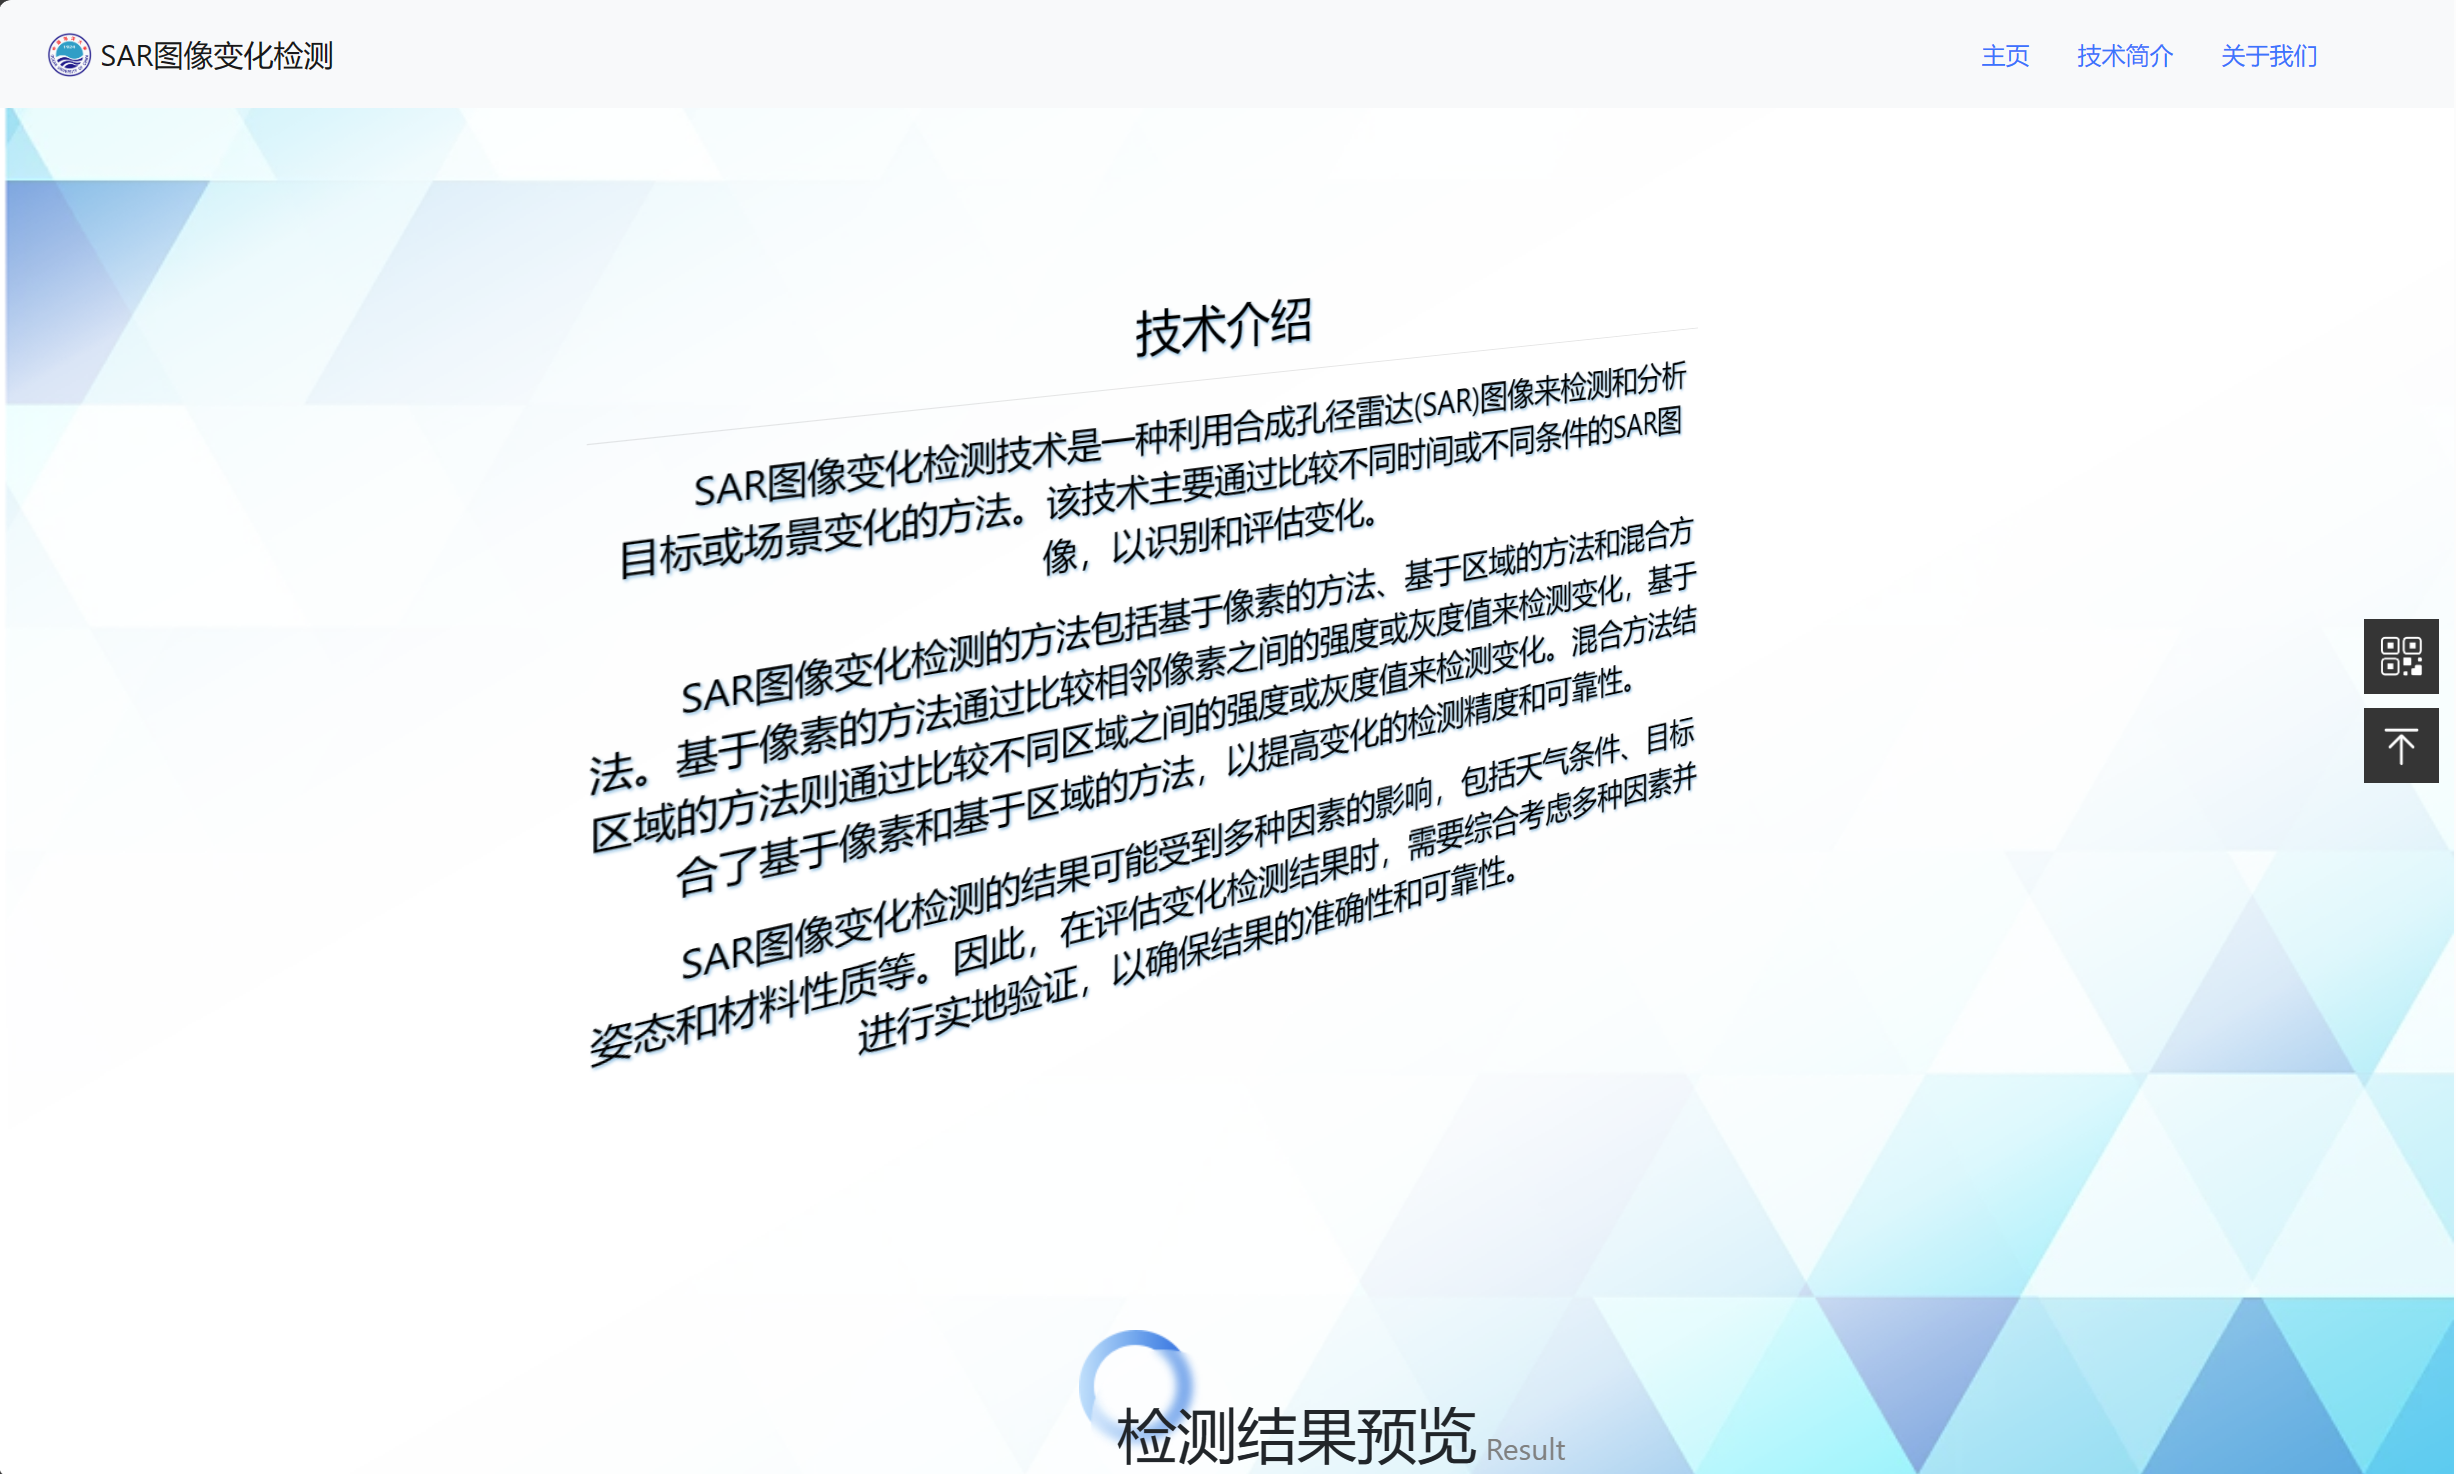 SAR图像变化检测
主页
技术简介
关于我们
技术介绍
SAR图像变化检测技术是一种利用合成孔径雷达(SAR)图像来检测和分析
目标或场景变化的方法。该技术主要通过比较不同时间或不同条件的SAR图
像，以识别和评估变化。
SAR图像变化检测的方法包括基于像素的方法、基于区域的方法和混合方
法。基于像素的方法通过比较相邻像素之间的强度或灰度值来检测变化，基于
区域的方法则通过比较不同区域之间的强度或灰度值来检测变化。混合方法结
合了基于像素和基于区域的方法，以提高变化的检测精度和可靠性。
SAR图像变化检测的结果可能受到多种因素的影响，包括天气条件、目标
姿态和材料性质等。因此，在评估变化检测结果时，需要综合考虑多种因素并
进行实地验证，以确保结果的准确性和可靠性。
检测结果预览 Result